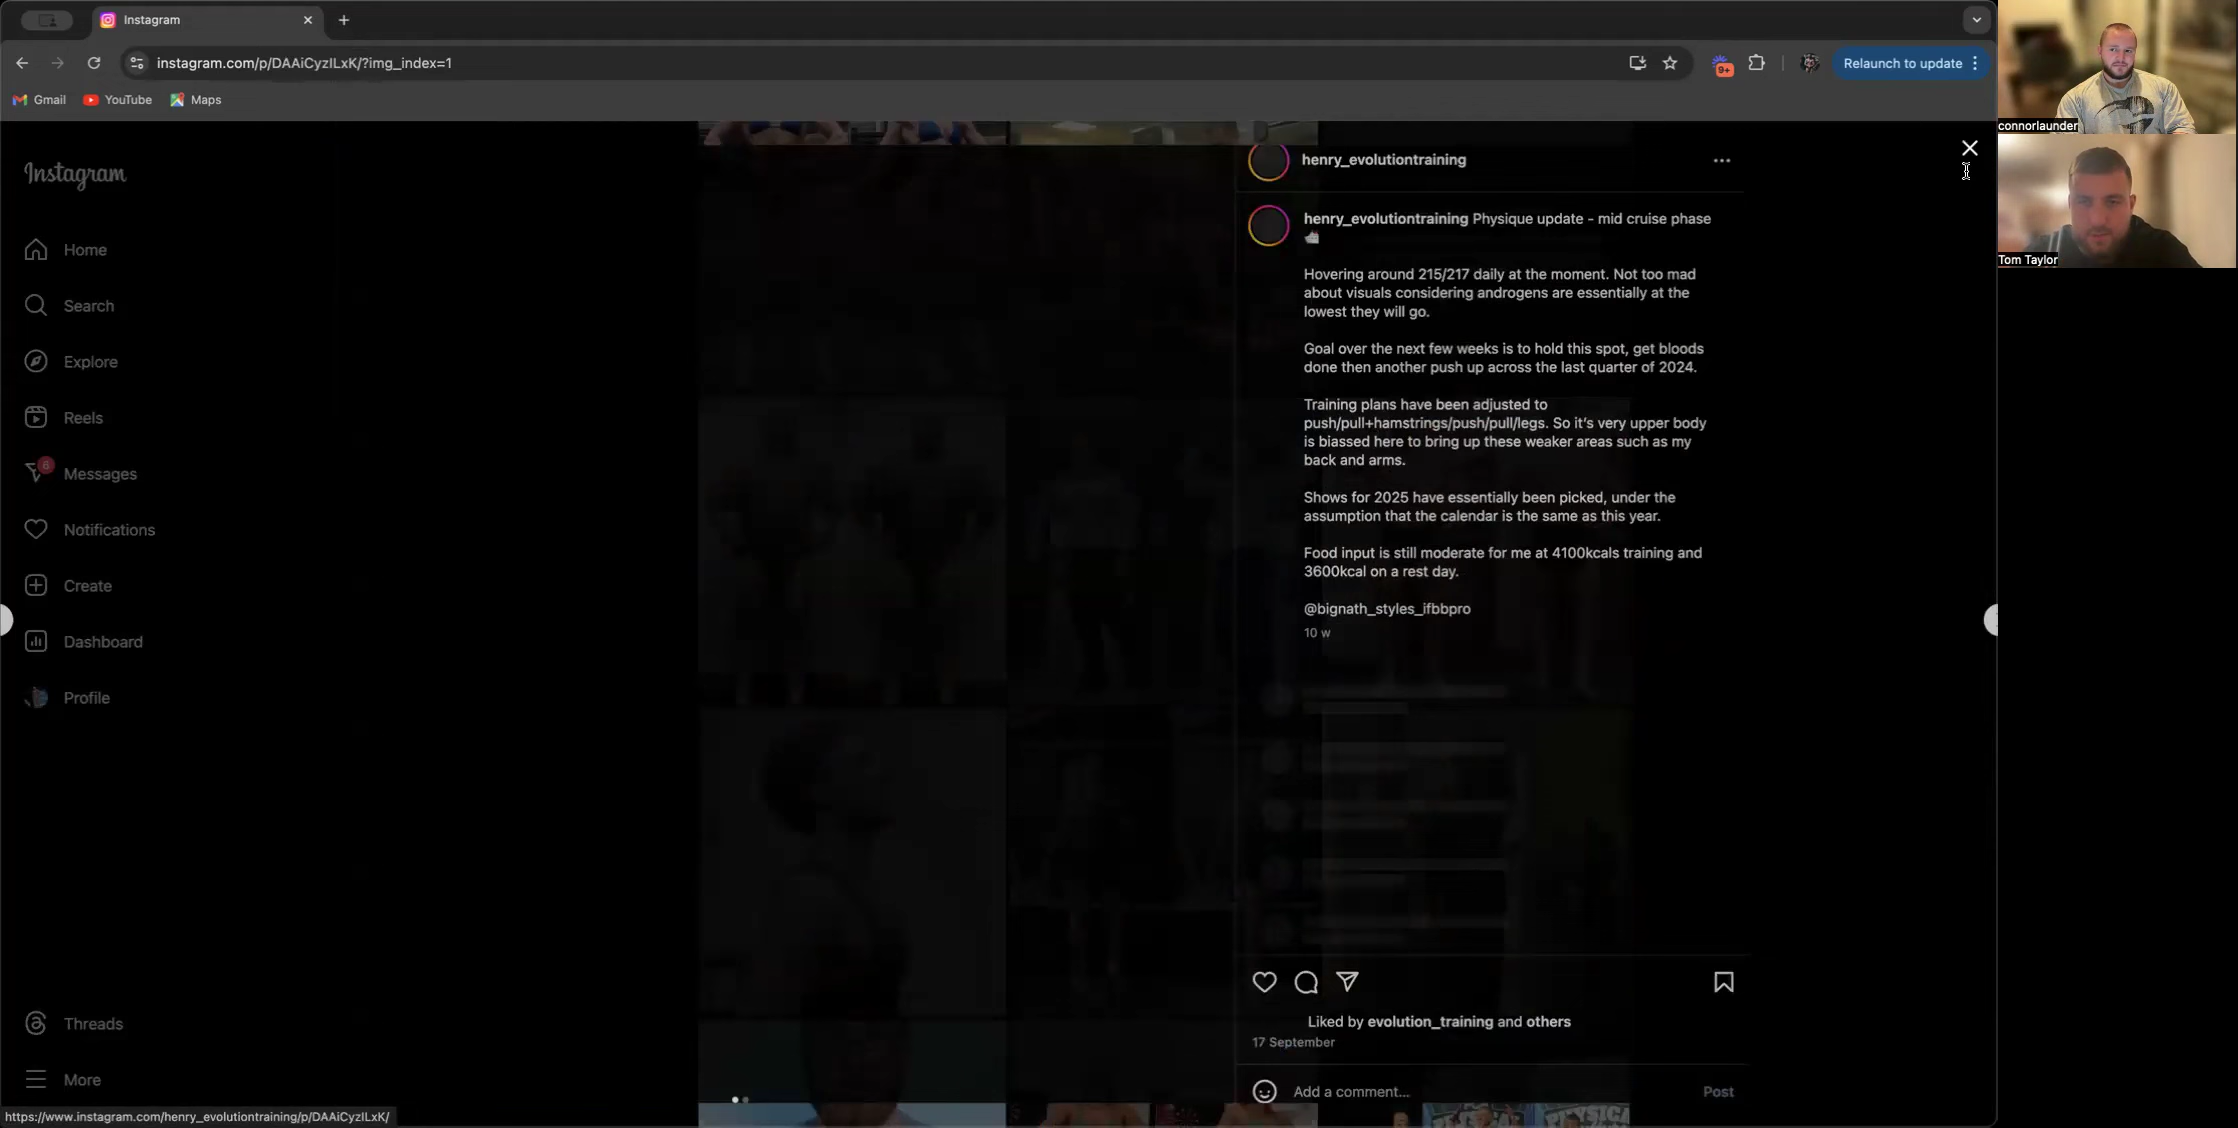 Instagram
instagram.com/p/DAAiCyzILxK/?img_index=1
9+
Relaunch to update
Gmail
YouTube
Maps
Instagram
Home
Search
Explore
Reels
6
Messages
Notifications
Create
Dashboard
Profile
Threads
More
henry_evolutiontraining
henry_evolutiontraining Physique update - mid cruise phase
Hovering around 215/217 daily at the moment. Not too mad
about visuals considering androgens are essentially at the
lowest they will go.
Goal over the next few weeks is to hold this spot, get bloods
done then another push up across the last quarter of 2024.
Training plans have been adjusted to
push/pull+hamstrings/push/pull/legs. So it's very upper body
is biassed here to bring up these weaker areas such as my
back and arms.
Shows for 2025 have essentially been picked, under the
assumption that the calendar is the same as this year.
Food input is still moderate for me at 4100kcals training and
3600kcal on a rest day.
@bignath_styles_ifbbpro
10 w
Liked by evolution_training and others
17 September
Add a comment...
Post
https://www.instagram.com/henry_evolutiontraining/p/DAAiCyzILxK/
connorlaunder
Tom Taylor